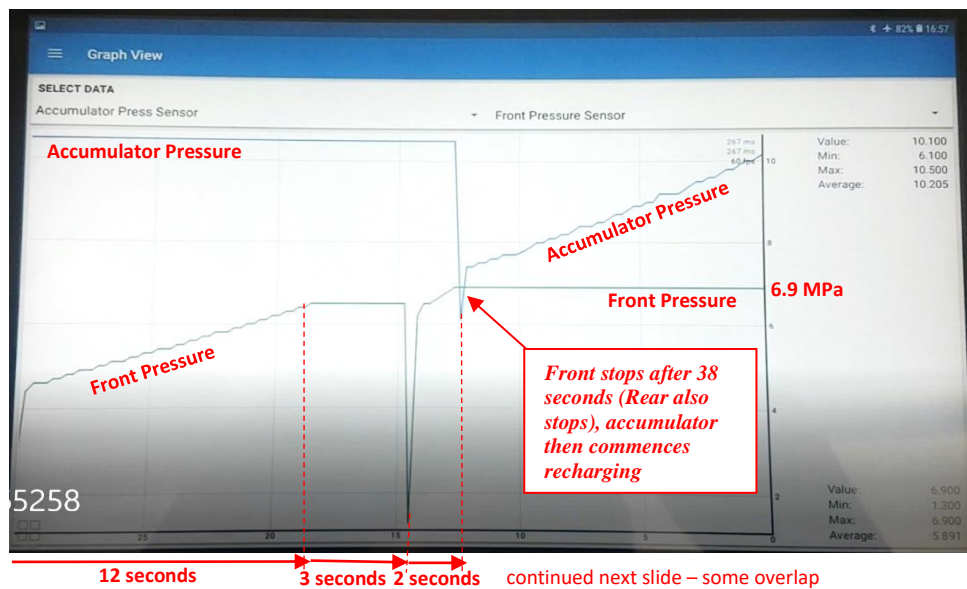 82% 16:57
Graph View
SELECT DATA
Accumulator Press Sensor
Front Pressure Sensor
Accumulator Pressure
267 ms
267 ms
60 fps
Value: 10.100
Min: 6.100
Max: 10.500
Average: 10.205
10
Accumulator Pressure
8
Front Pressure
6.9 MPa
6
Front Pressure
Front stops after 38
seconds (Rear also
stops), accumulator
then commences
recharging
4
2
55258
Value: 6.900
Min: 1.300
Max: 6.900
Average: 5.891
25
20
15
10
5
0
12 seconds
3 seconds
2 seconds
continued next slide – some overlap